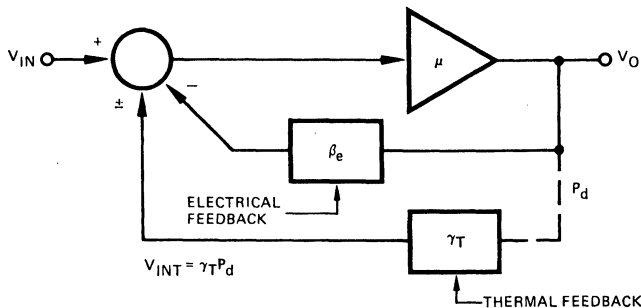 V_IN
+
±
−
μ
V_O
β_e
ELECTRICAL
FEEDBACK
P_d
γ_T
V_INT = γ_T P_d
THERMAL FEEDBACK